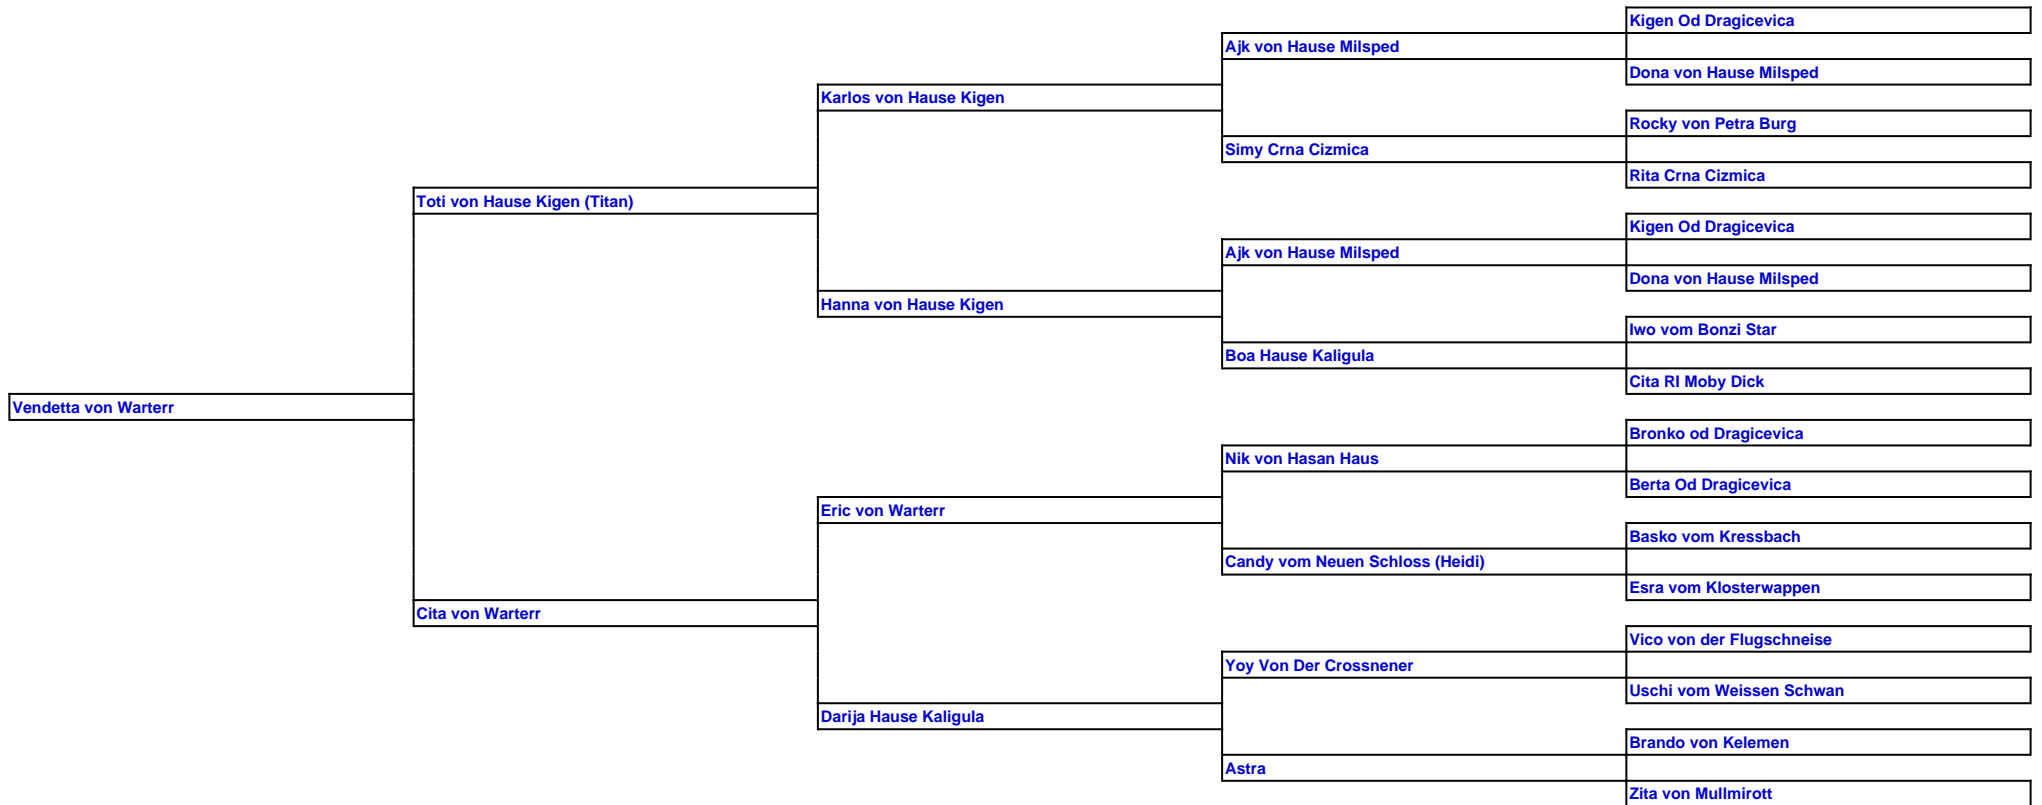 Kigen Od Dragicevica
Ajk von Hause Milsped
Dona von Hause Milsped
Karlos von Hause Kigen
Rocky von Petra Burg
Simy Crna Cizmica
Rita Crna Cizmica
Toti von Hause Kigen (Titan)
Kigen Od Dragicevica
Ajk von Hause Milsped
Dona von Hause Milsped
Hanna von Hause Kigen
Iwo vom Bonzi Star
Boa Hause Kaligula
Cita RI Moby Dick
Vendetta von Warterr
Bronko od Dragicevica
Nik von Hasan Haus
Berta Od Dragicevica
Eric von Warterr
Basko vom Kressbach
Candy vom Neuen Schloss (Heidi)
Esra vom Klosterwappen
Cita von Warterr
Vico von der Flugschneise
Yoy Von Der Crossnener
Uschi vom Weissen Schwan
Darija Hause Kaligula
Brando von Kelemen
Astra
Zita von Mullmirott